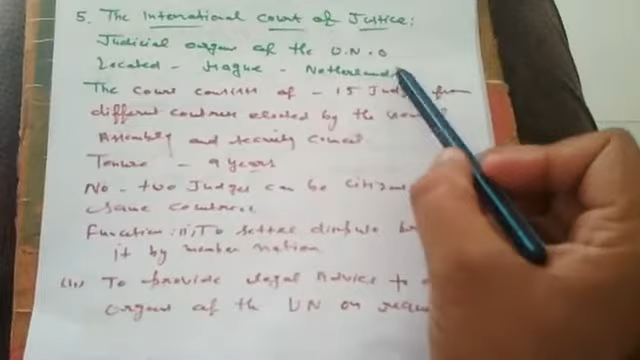 5. The International Court of Justice:
Judicial organ of the U.N.O
Located - Hague - Netherland
The Court consists of - 15 Judges from
different countries elected by the
Assembly and security Council
Tenure - 9 years
No - two Judges can be citizens
same countries
Function: (i) To settle dispute
it by member nation
(ii) To provide legal Advice to
organs of the UN on request